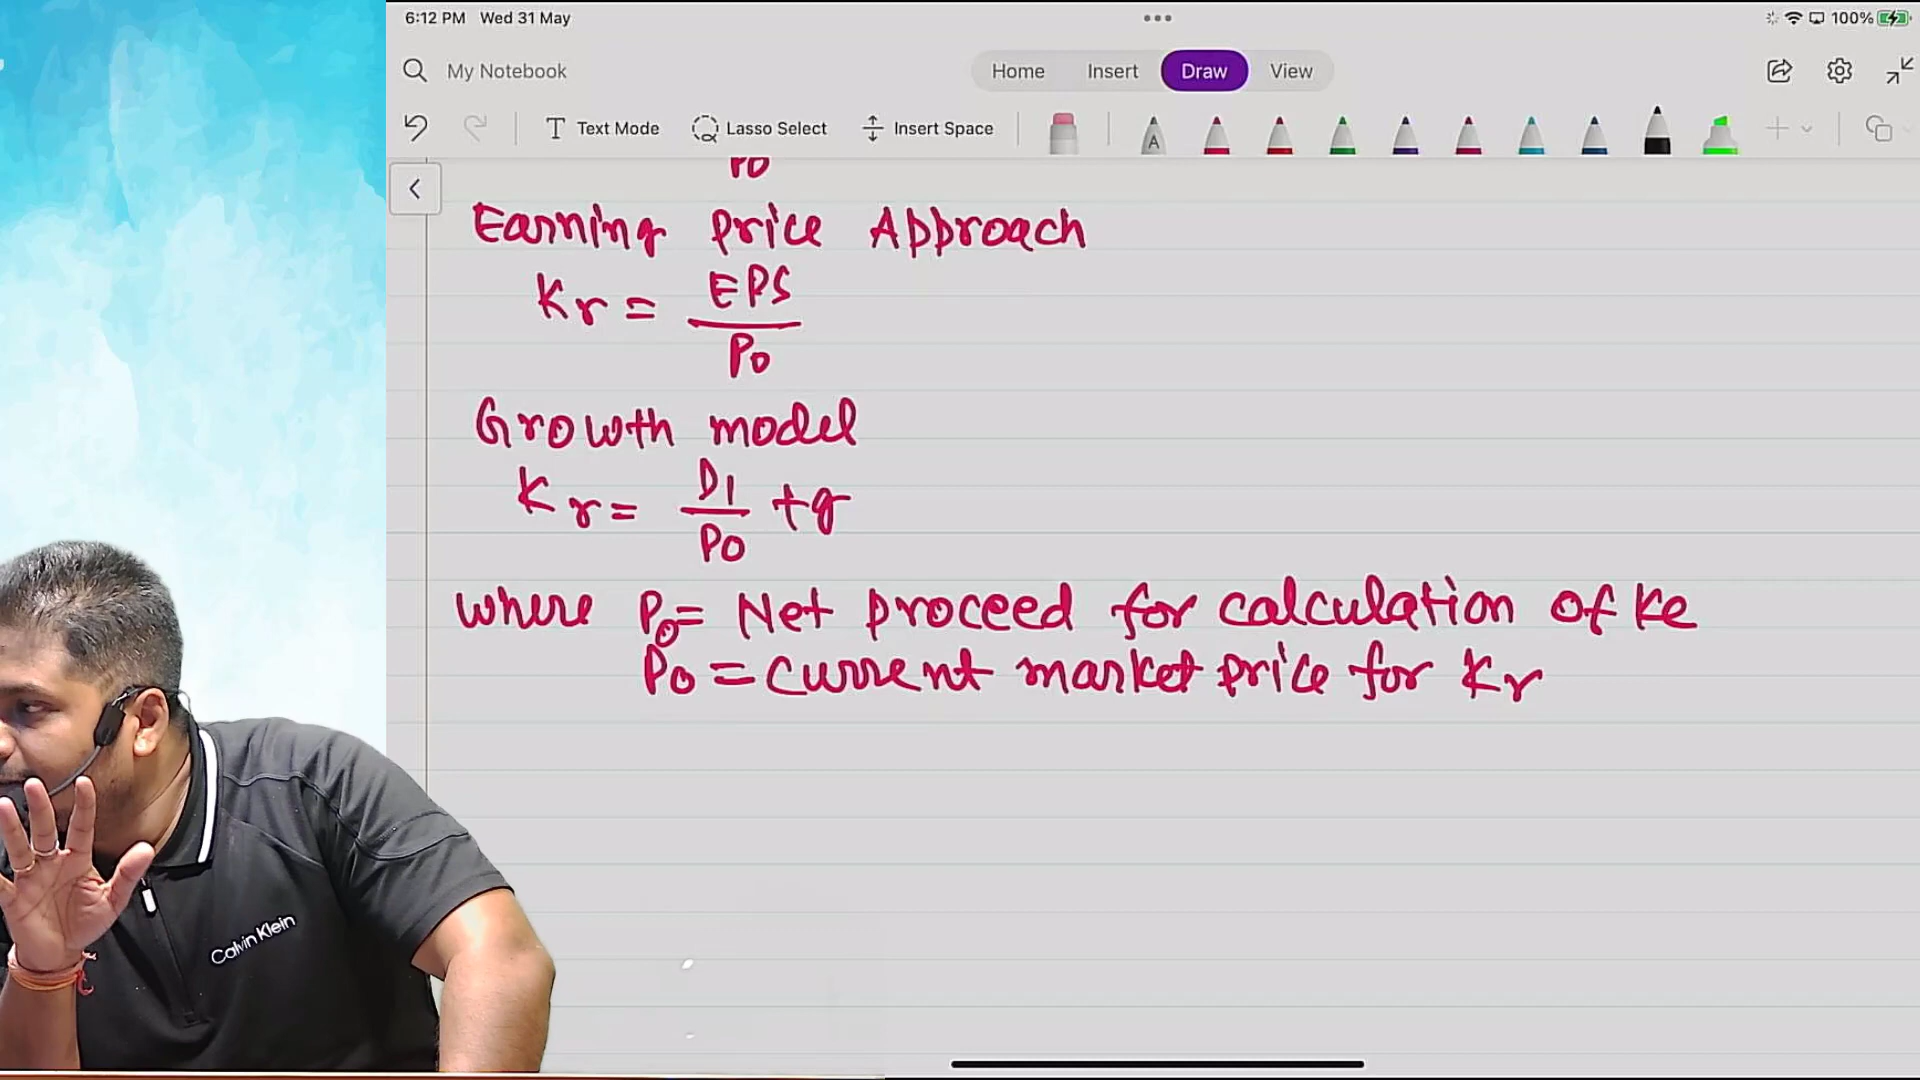 6:12 PM Wed 31 May
100%
My Notebook
Home Insert Draw View
Text Mode Lasso Select Insert Space
A
Po
Earning Price Approach
Kr = EPS
Po
Growth model
Kr = D1 + g
Po
where Po = Net proceed for calculation of Ke
Po = current market price for Kr
Calvin Klein